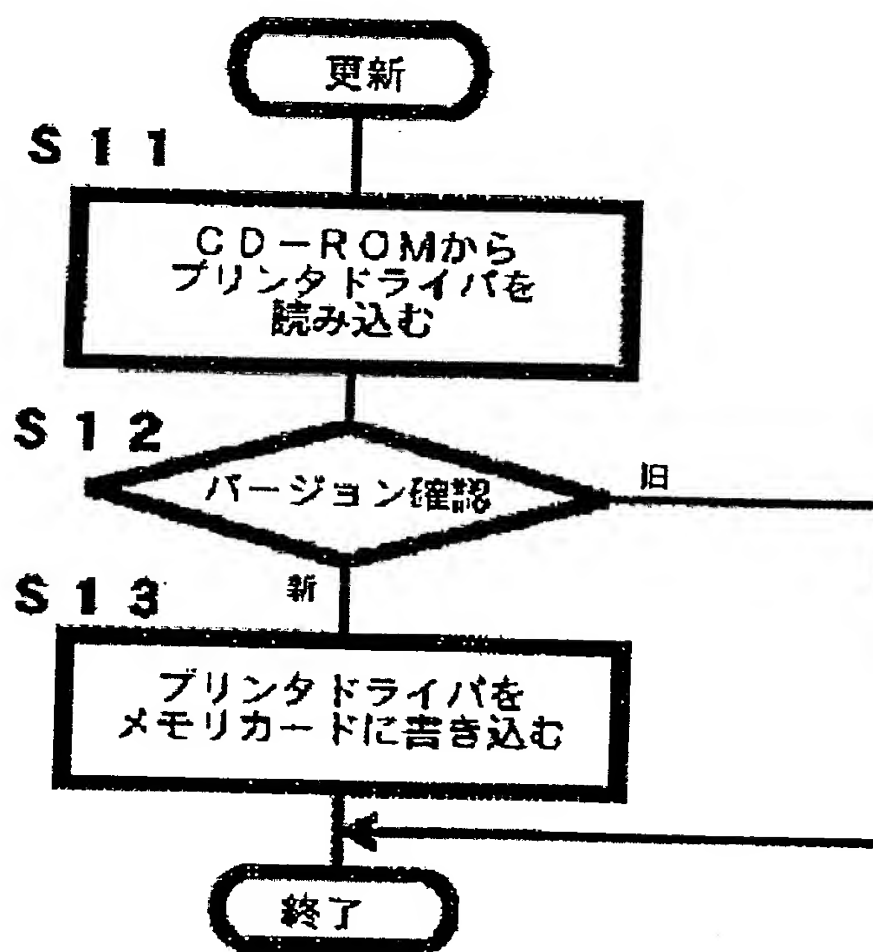 更新
S11
CD-ROMから
プリンタドライバを
読み込む
S12
バージョン確認
旧
新
S13
プリンタドライバを
メモリカードに書き込む
終了